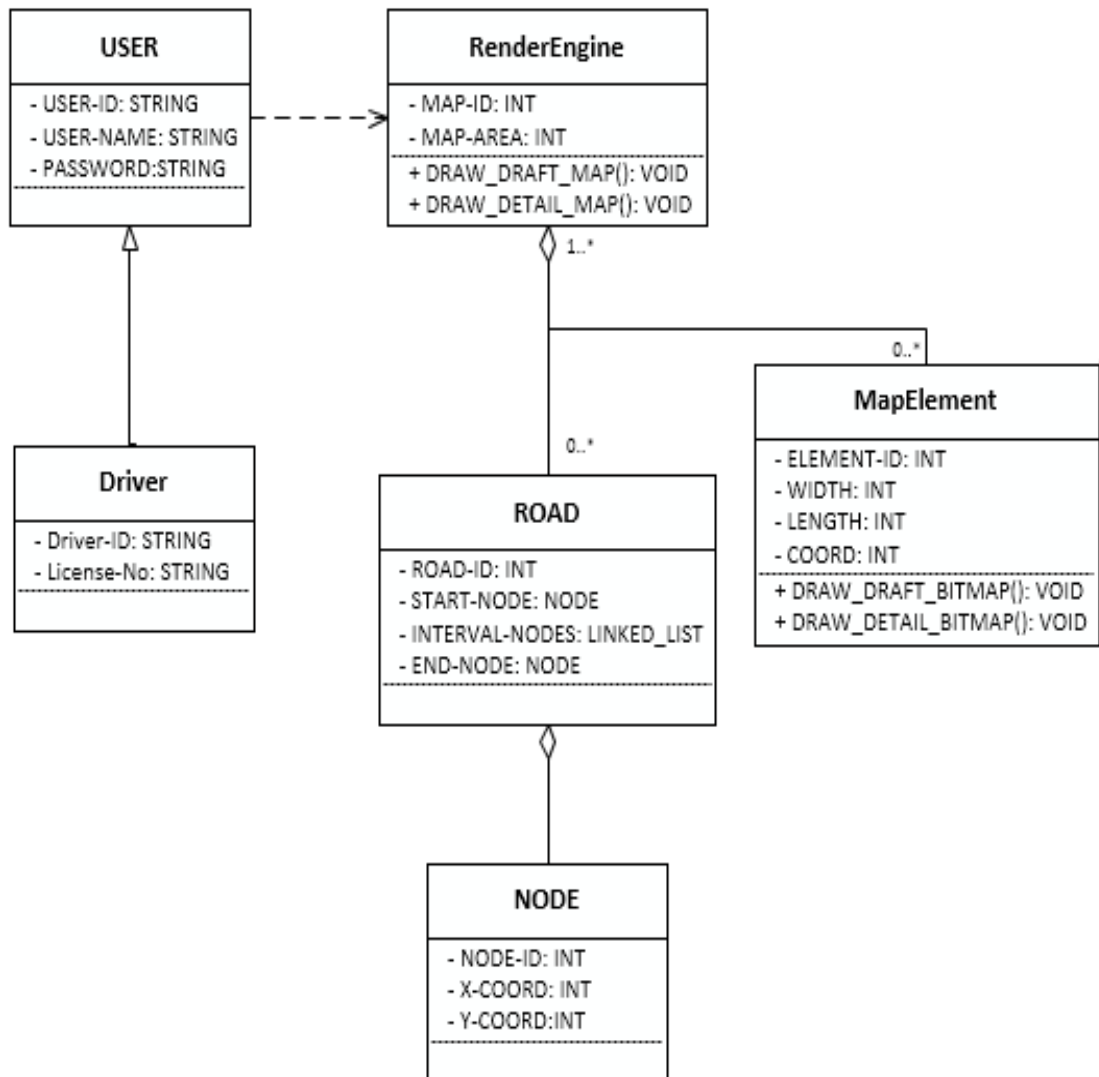 USER
- USER-ID: STRING
- USER-NAME: STRING
- PASSWORD:STRING
RenderEngine
- MAP-ID: INT
- MAP-AREA: INT
+ DRAW_DRAFT_MAP(): VOID
+ DRAW_DETAIL_MAP(): VOID
1..*
0..*
0..*
MapElement
- ELEMENT-ID: INT
- WIDTH: INT
- LENGTH: INT
- COORD: INT
+ DRAW_DRAFT_BITMAP(): VOID
+ DRAW_DETAIL_BITMAP(): VOID
Driver
- Driver-ID: STRING
- License-No: STRING
ROAD
- ROAD-ID: INT
- START-NODE: NODE
- INTERVAL-NODES: LINKED_LIST
- END-NODE: NODE
NODE
- NODE-ID: INT
- X-COORD: INT
- Y-COORD:INT